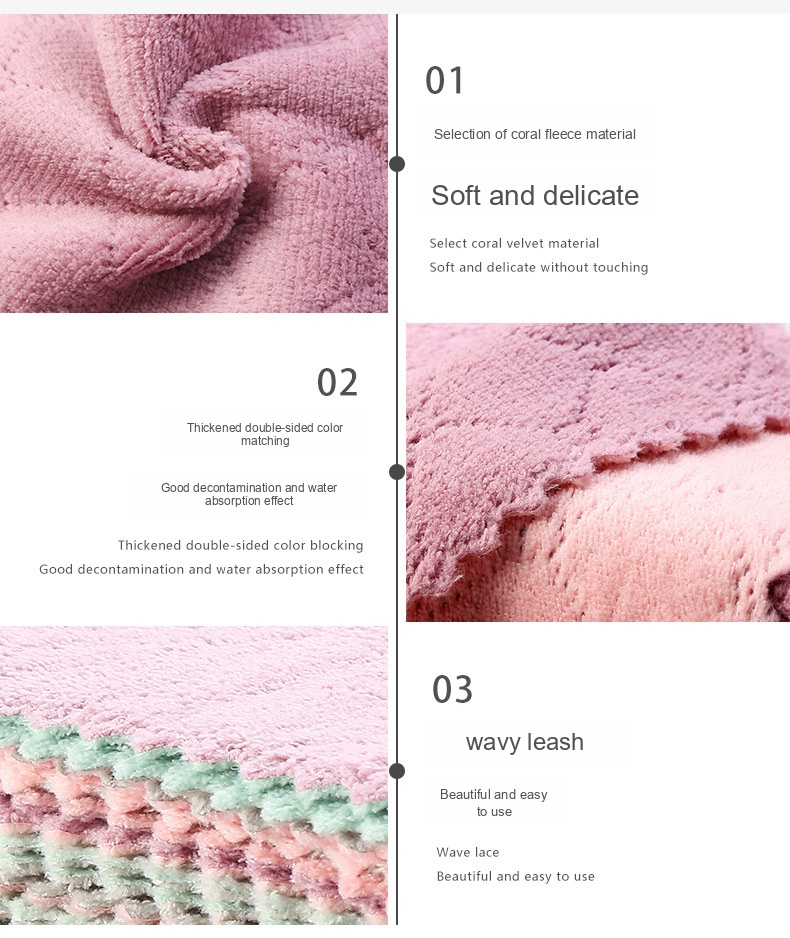 01
Selection of coral fleece material
Soft and delicate
Select coral velvet material
Soft and delicate without touching
02
Thickened double-sided color
matching
Good decontamination and water
absorption effect
Thickened double-sided color blocking
Good decontamination and water absorption effect
03
wavy leash
Beautiful and easy
to use
Wave lace
Beautiful and easy to use